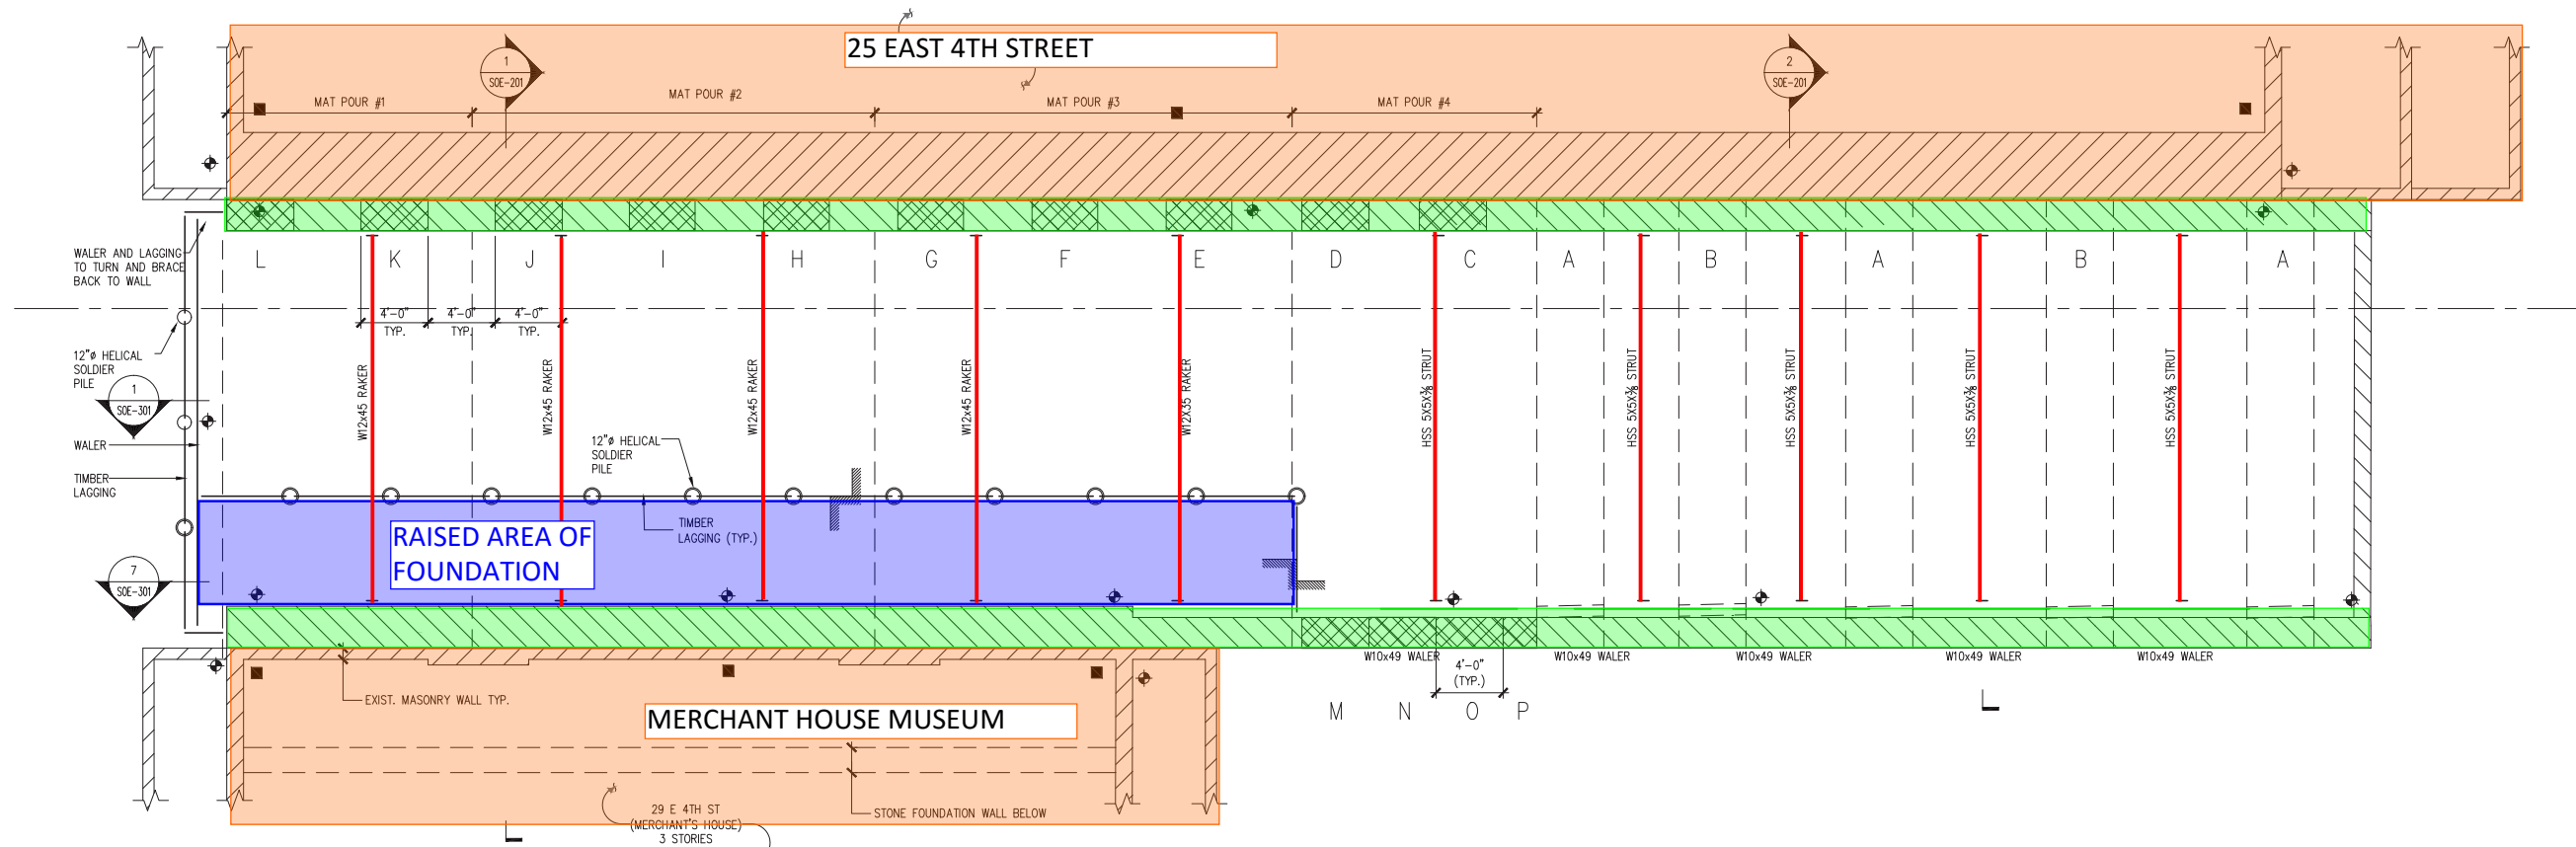 25 EAST 4TH STREET
1
SOE-201
2
SOE-201
MAT POUR #1
MAT POUR #2
MAT POUR #3
MAT POUR #4
WALER AND LAGGING
TO TURN AND BRACE
BACK TO WALL
L
K
J
I
H
G
F
E
D
C
A
B
A
B
A
4'-0"
TYP.
4'-0"
TYP.
4'-0"
TYP.
12"ø HELICAL
SOLDIER
PILE
1
SOE-301
WALER
TIMBER
LAGGING
7
SOE-301
W12x45 RAKER
W12x45 RAKER
W12x45 RAKER
W12x45 RAKER
W12X35 RAKER
HSS 5X5X⅜ STRUT
HSS 5X5X⅜ STRUT
HSS 5X5X⅜ STRUT
HSS 5X5X⅜ STRUT
HSS 5X5X⅜ STRUT
12"ø HELICAL
SOLDIER
PILE
RAISED AREA OF
FOUNDATION
TIMBER
LAGGING (TYP.)
W10x49 WALER
W10x49 WALER
W10x49 WALER
W10x49 WALER
W10x49 WALER
4'-0"
(TYP.)
M
N
O
P
EXIST. MASONRY WALL TYP.
MERCHANT HOUSE MUSEUM
29 E 4TH ST
(MERCHANT'S HOUSE)
3 STORIES
STONE FOUNDATION WALL BELOW